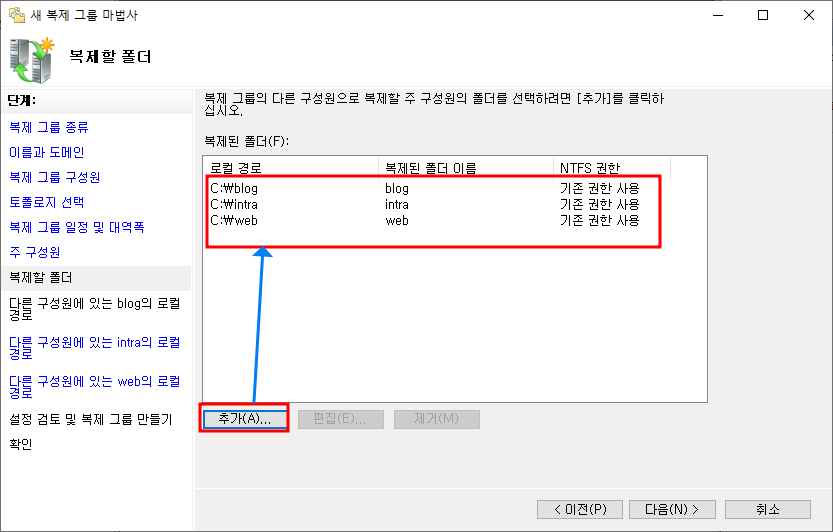 새 복제 그룹 마법사
복제할 폴더
단계:
복제 그룹 종류
이름과 도메인
복제 그룹 구성원
토폴로지 선택
복제 그룹 일정 및 대역폭
주 구성원
복제할 폴더
다른 구성원에 있는 blog의 로컬
경로
다른 구성원에 있는 intra의 로컬
경로
다른 구성원에 있는 web의 로컬
경로
설정 검토 및 복제 그룹 만들기
확인
복제 그룹의 다른 구성원으로 복제할 주 구성원의 폴더를 선택하려면 [추가]를 클릭하
십시오.
복제된 폴더(F):
로컬 경로 복제된 폴더 이름 NTFS 권한
C:₩blog blog 기존 권한 사용
C:₩intra intra 기존 권한 사용
C:₩web web 기존 권한 사용
추가(A)... 편집(E)... 제거(M)
< 이전(P) 다음(N) > 취소